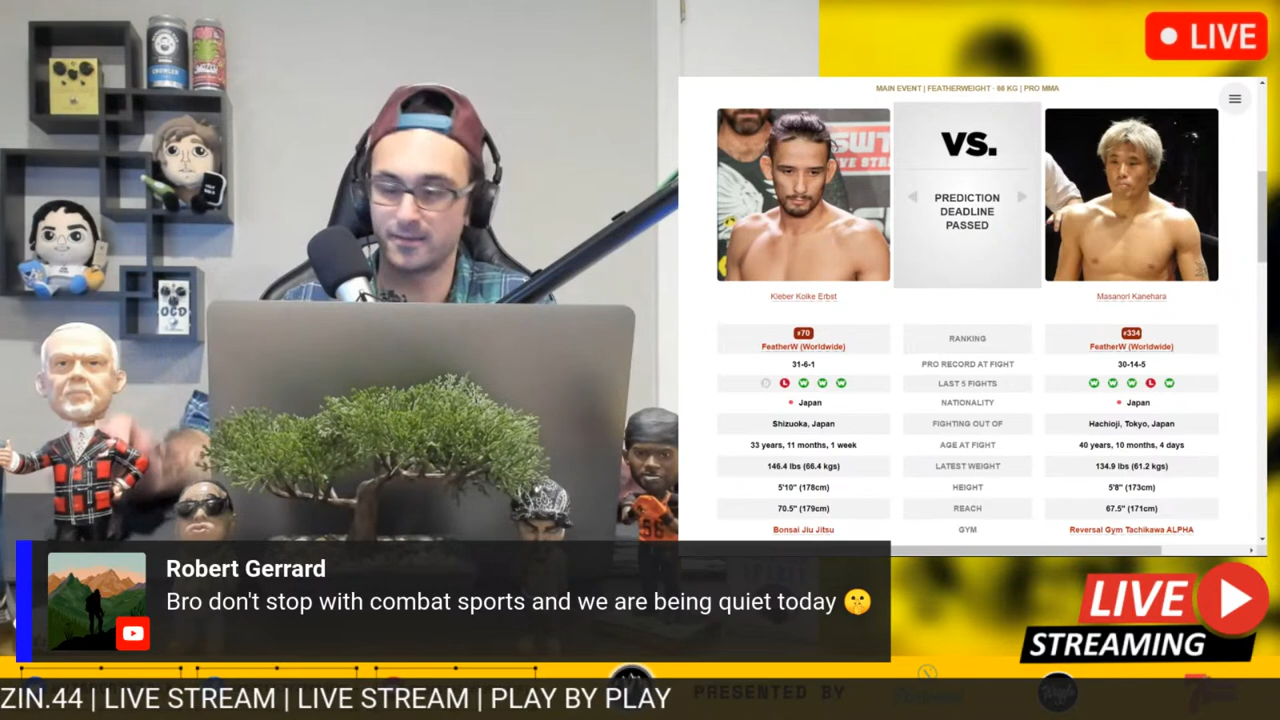 LIVE
MAIN EVENT | FEATHERWEIGHT · 66 KG | PRO MMA
VS.
PREDICTION
DEADLINE
PASSED
Kleber Koike Erbst
Masanori Kanehara
#70
FeatherW (Worldwide)
RANKING
#334
FeatherW (Worldwide)
31-6-1
PRO RECORD AT FIGHT
30-14-5
D L W W W
LAST 5 FIGHTS
W W W L W
Japan
NATIONALITY
Japan
Shizuoka, Japan
FIGHTING OUT OF
Hachioji, Tokyo, Japan
33 years, 11 months, 1 week
AGE AT FIGHT
40 years, 10 months, 4 days
146.4 lbs (66.4 kgs)
LATEST WEIGHT
134.9 lbs (61.2 kgs)
5'10" (178cm)
HEIGHT
5'8" (173cm)
70.5" (179cm)
REACH
67.5" (171cm)
Bonsai Jiu Jitsu
GYM
Reversal Gym Tachikawa ALPHA
OCD
Robert Gerrard
Bro don't stop with combat sports and we are being quiet today 🤫
LIVE
STREAMING
PRESENTED BY
ZIN.44 | LIVE STREAM | LIVE STREAM | PLAY BY PLAY